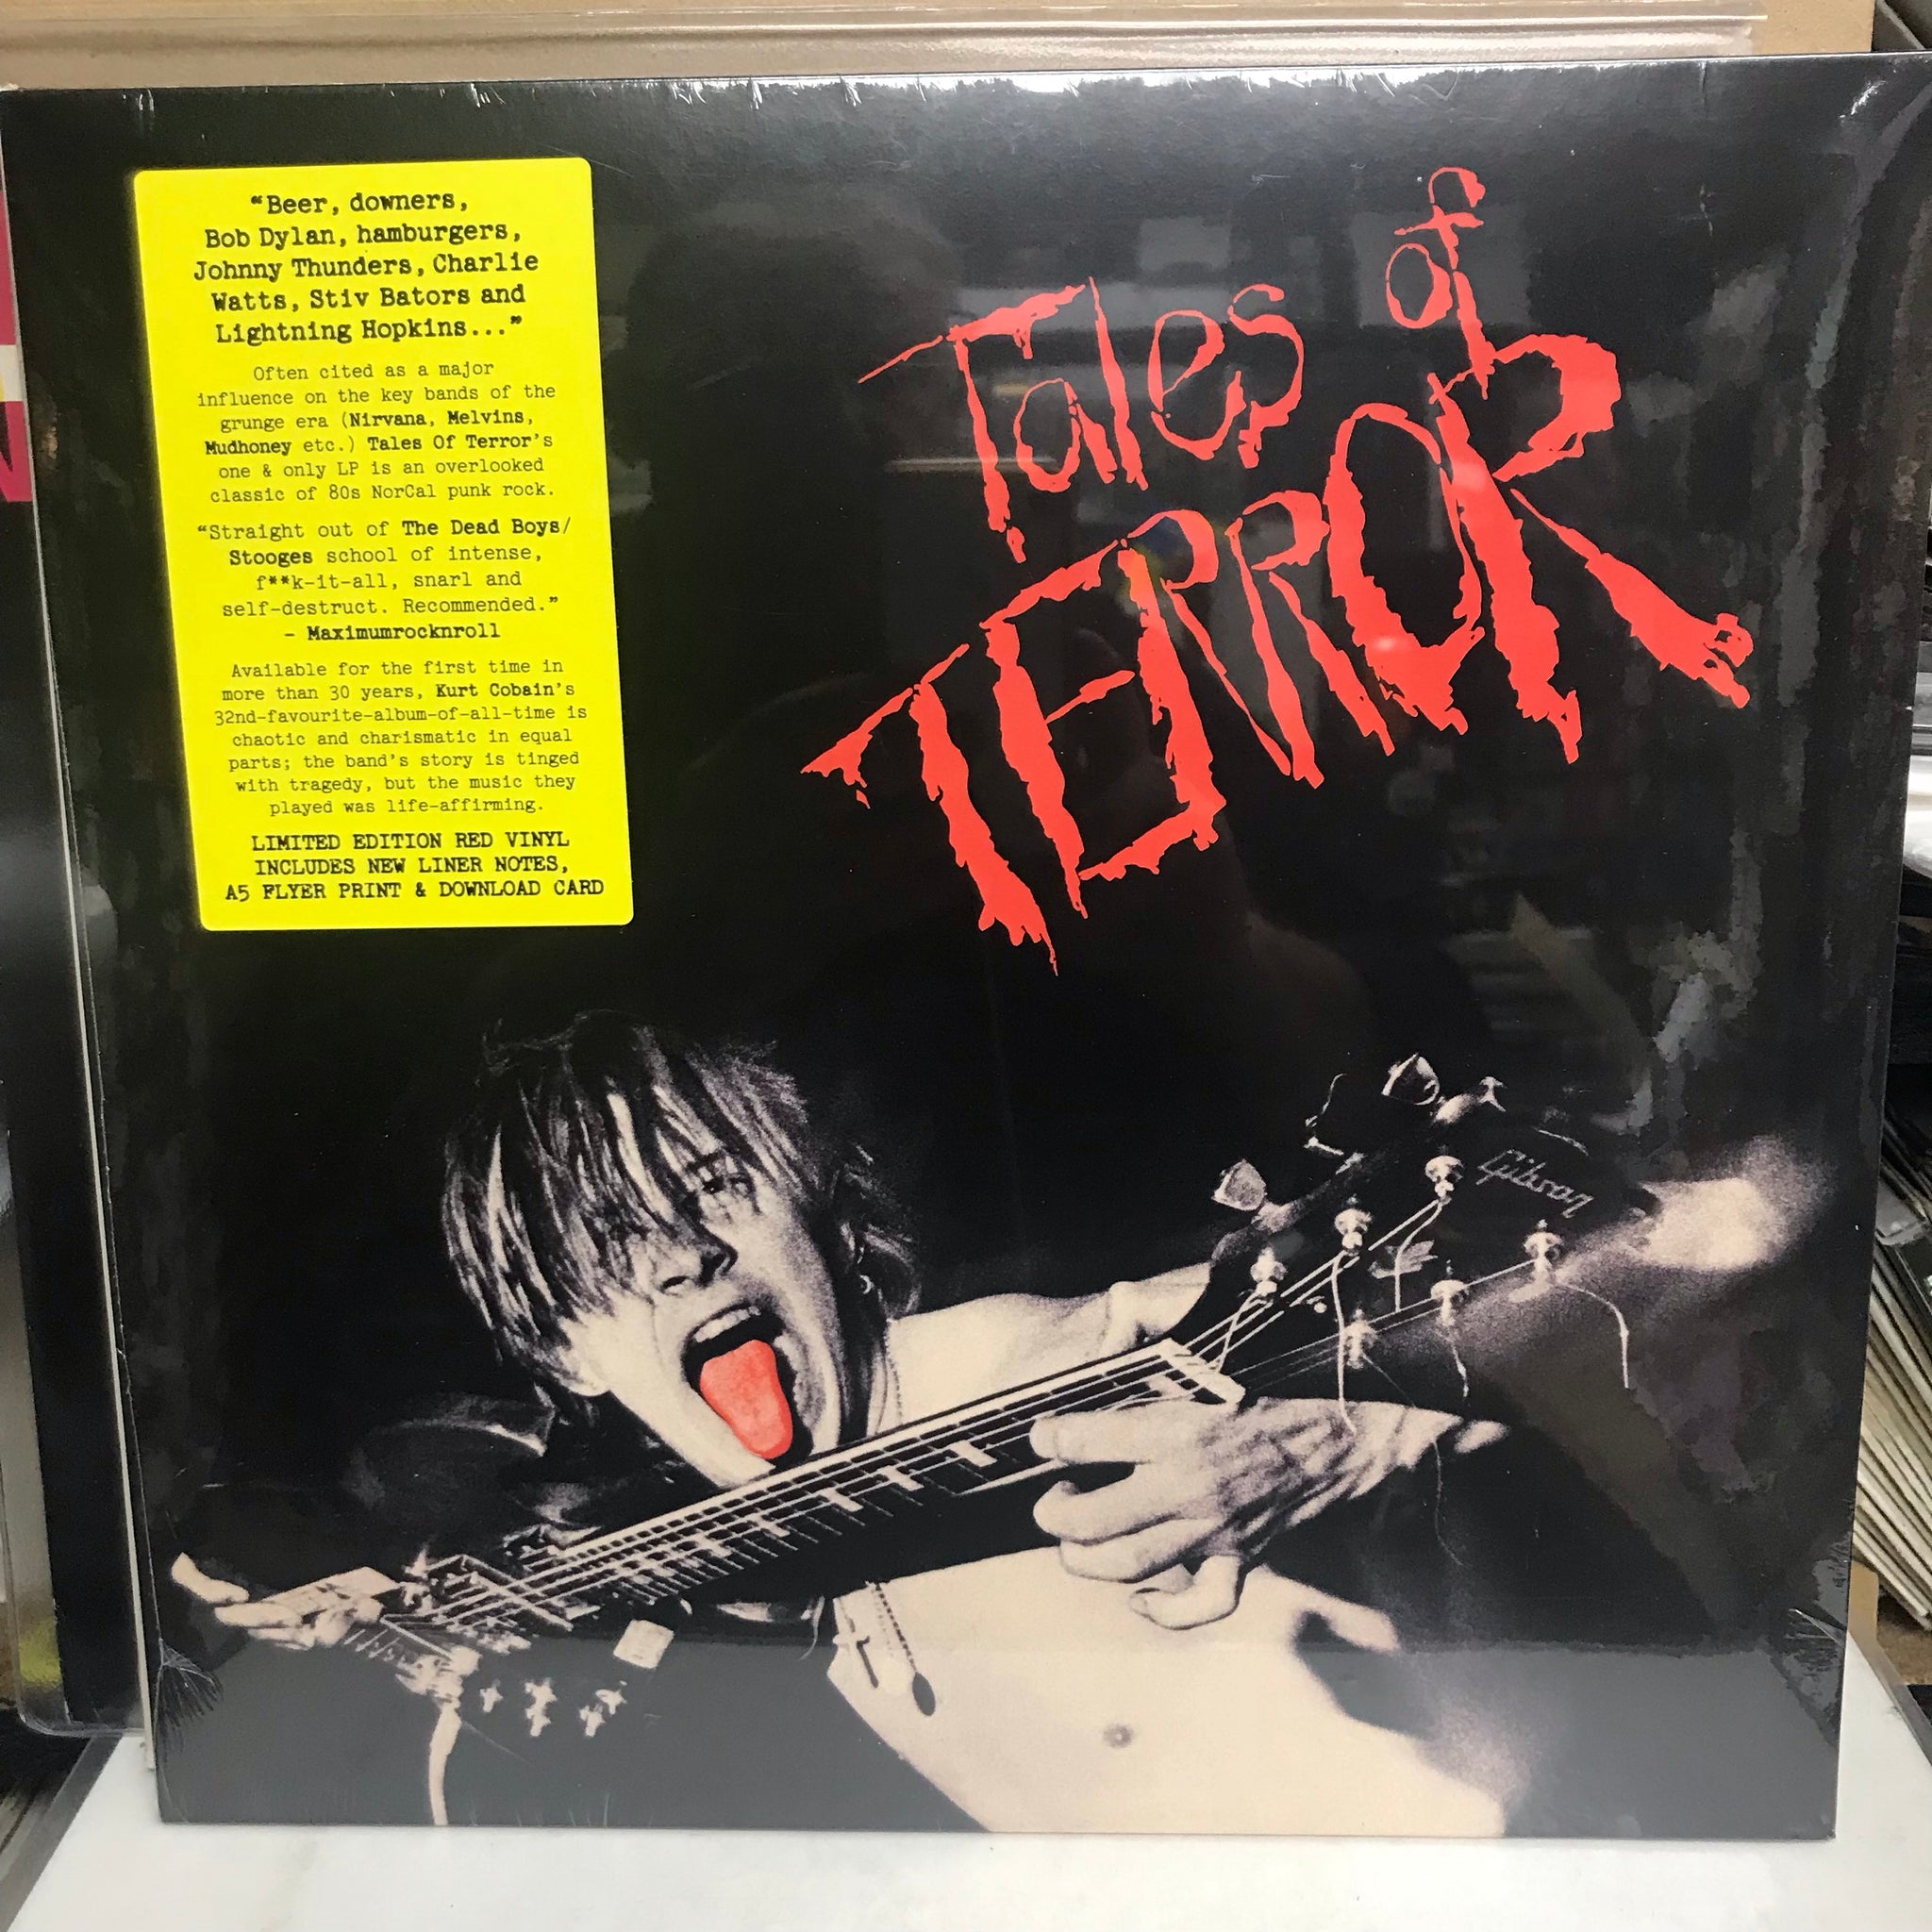 "Beer, downers,
Bob Dylan, hamburgers,
Johnny Thunders, Charlie
Watts, Stiv Bators and
Lightning Hopkins..."
Often cited as a major
influence on the key bands of the
grunge era (Nirvana, Melvins,
Mudhoney etc.) Tales Of Terror's
one & only LP is an overlooked
classic of 80s NorCal punk rock.
"Straight out of The Dead Boys/
Stooges school of intense,
f**k-it-all, snarl and
self-destruct. Recommended."
- Maximumrocknroll
Available for the first time in
more than 30 years, Kurt Cobain's
32nd-favourite-album-of-all-time is
chaotic and charismatic in equal
parts; the band's story is tinged
with tragedy, but the music they
played was life-affirming.
LIMITED EDITION RED VINYL
INCLUDES NEW LINER NOTES,
A5 FLYER PRINT & DOWNLOAD CARD
Tales of
TERROR
Gibson